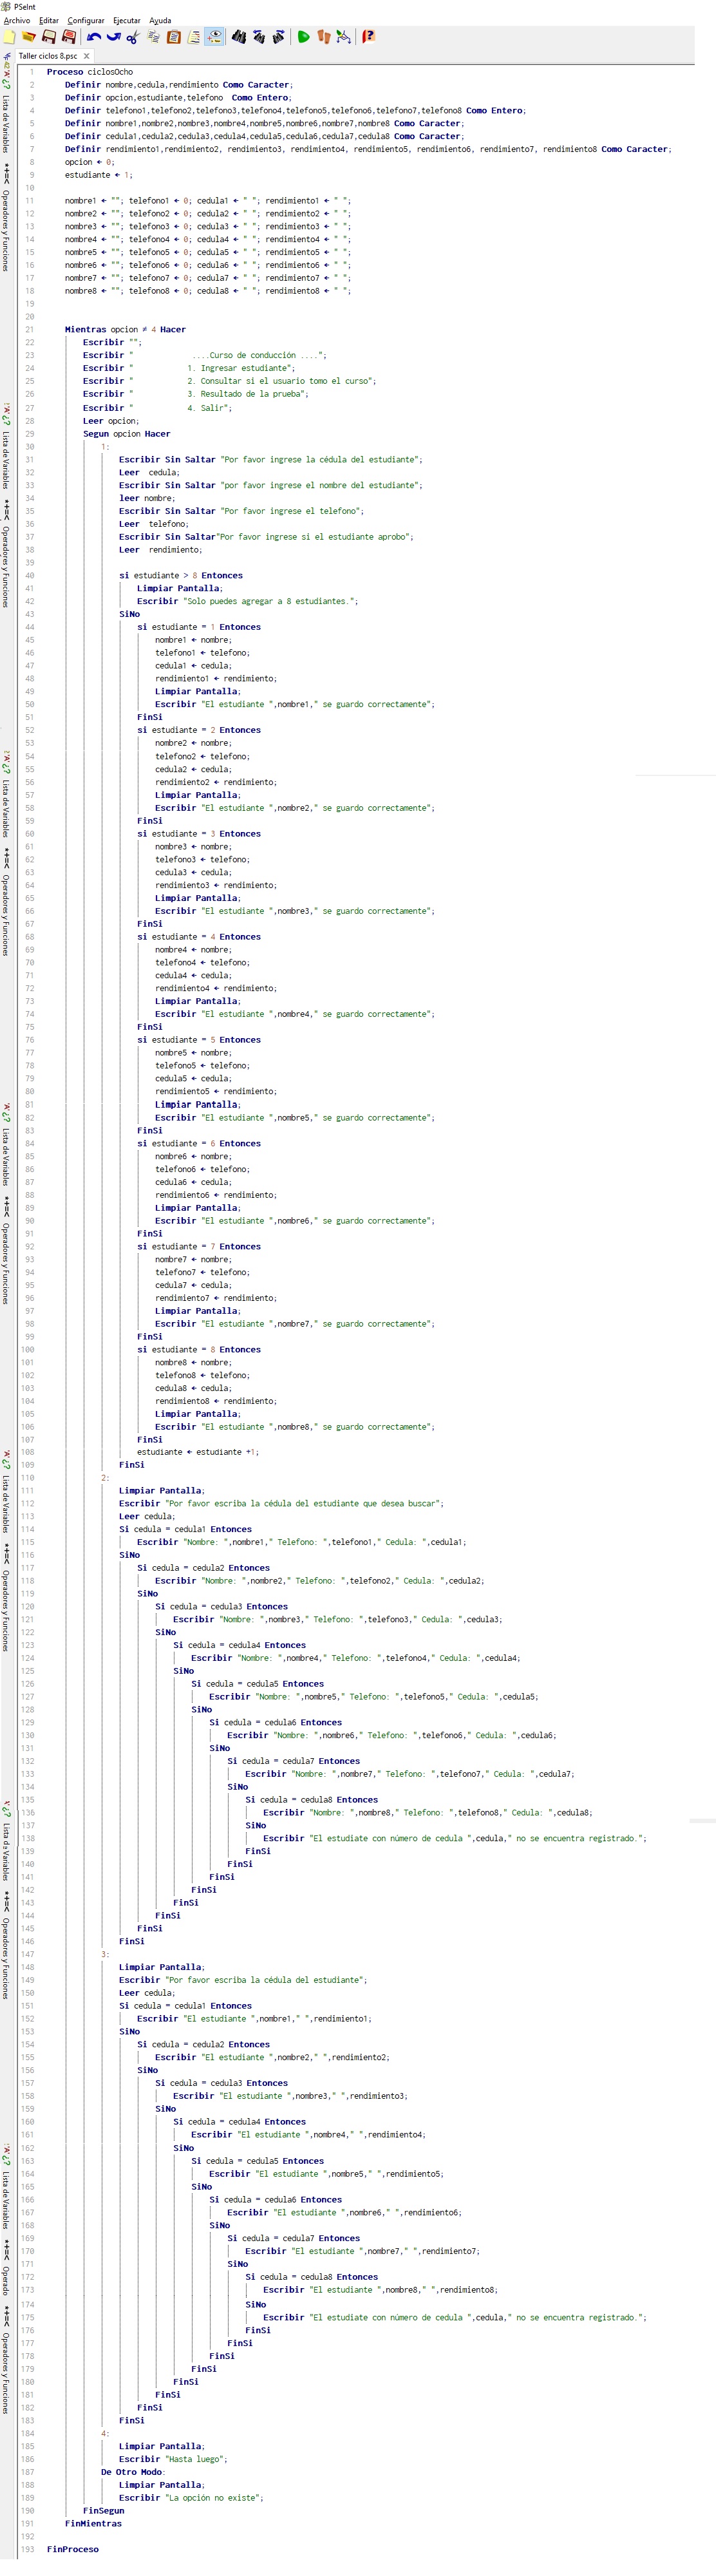 PSeInt
Archivo Editar Configurar Ejecutar Ayuda
Taller ciclos 8.psc X
1 Proceso ciclosOcho
2 Definir nombre,cedula,rendimiento Como Caracter;
3 Definir opcion,estudiante,telefono Como Entero;
4 Definir telefono1,telefono2,telefono3,telefono4,telefono5,telefono6,telefono7,telefono8 Como Entero;
5 Definir nombre1,nombre2,nombre3,nombre4,nombre5,nombre6,nombre7,nombre8 Como Caracter;
6 Definir cedula1,cedula2,cedula3,cedula4,cedula5,cedula6,cedula7,cedula8 Como Caracter;
7 Definir rendimiento1,rendimiento2, rendimiento3, rendimiento4, rendimiento5, rendimiento6, rendimiento7, rendimiento8 Como Caracter;
8 opcion ← 0;
9 estudiante ← 1;
10
11 nombre1 ← ""; telefono1 ← 0; cedula1 ← " "; rendimiento1 ← " ";
12 nombre2 ← ""; telefono2 ← 0; cedula2 ← " "; rendimiento2 ← " ";
13 nombre3 ← ""; telefono3 ← 0; cedula3 ← " "; rendimiento3 ← " ";
14 nombre4 ← ""; telefono4 ← 0; cedula4 ← " "; rendimiento4 ← " ";
15 nombre5 ← ""; telefono5 ← 0; cedula5 ← " "; rendimiento5 ← " ";
16 nombre6 ← ""; telefono6 ← 0; cedula6 ← " "; rendimiento6 ← " ";
17 nombre7 ← ""; telefono7 ← 0; cedula7 ← " "; rendimiento7 ← " ";
18 nombre8 ← ""; telefono8 ← 0; cedula8 ← " "; rendimiento8 ← " ";
19
20
21 Mientras opcion ≠ 4 Hacer
22 Escribir "";
23 Escribir " ....Curso de conducción ....";
24 Escribir " 1. Ingresar estudiante";
25 Escribir " 2. Consultar si el usuario tomo el curso";
26 Escribir " 3. Resultado de la prueba";
27 Escribir " 4. Salir";
28 Leer opcion;
29 Segun opcion Hacer
30 1:
31 Escribir Sin Saltar "Por favor ingrese la cédula del estudiante";
32 Leer cedula;
33 Escribir Sin Saltar "por favor ingrese el nombre del estudiante";
34 leer nombre;
35 Escribir Sin Saltar "Por favor ingrese el telefono";
36 Leer telefono;
37 Escribir Sin Saltar"Por favor ingrese si el estudiante aprobo";
38 Leer rendimiento;
39
40 si estudiante > 8 Entonces
41 Limpiar Pantalla;
42 Escribir "Solo puedes agregar a 8 estudiantes.";
43 SiNo
44 si estudiante = 1 Entonces
45 nombre1 ← nombre;
46 telefono1 ← telefono;
47 cedula1 ← cedula;
48 rendimiento1 ← rendimiento;
49 Limpiar Pantalla;
50 Escribir "El estudiante ",nombre1," se guardo correctamente";
51 FinSi
52 si estudiante = 2 Entonces
53 nombre2 ← nombre;
54 telefono2 ← telefono;
55 cedula2 ← cedula;
56 rendimiento2 ← rendimiento;
57 Limpiar Pantalla;
58 Escribir "El estudiante ",nombre2," se guardo correctamente";
59 FinSi
60 si estudiante = 3 Entonces
61 nombre3 ← nombre;
62 telefono3 ← telefono;
63 cedula3 ← cedula;
64 rendimiento3 ← rendimiento;
65 Limpiar Pantalla;
66 Escribir "El estudiante ",nombre3," se guardo correctamente";
67 FinSi
68 si estudiante = 4 Entonces
69 nombre4 ← nombre;
70 telefono4 ← telefono;
71 cedula4 ← cedula;
72 rendimiento4 ← rendimiento;
73 Limpiar Pantalla;
74 Escribir "El estudiante ",nombre4," se guardo correctamente";
75 FinSi
76 si estudiante = 5 Entonces
77 nombre5 ← nombre;
78 telefono5 ← telefono;
79 cedula5 ← cedula;
80 rendimiento5 ← rendimiento;
81 Limpiar Pantalla;
82 Escribir "El estudiante ",nombre5," se guardo correctamente";
83 FinSi
84 si estudiante = 6 Entonces
85 nombre6 ← nombre;
86 telefono6 ← telefono;
87 cedula6 ← cedula;
88 rendimiento6 ← rendimiento;
89 Limpiar Pantalla;
90 Escribir "El estudiante ",nombre6," se guardo correctamente";
91 FinSi
92 si estudiante = 7 Entonces
93 nombre7 ← nombre;
94 telefono7 ← telefono;
95 cedula7 ← cedula;
96 rendimiento7 ← rendimiento;
97 Limpiar Pantalla;
98 Escribir "El estudiante ",nombre7," se guardo correctamente";
99 FinSi
100 si estudiante = 8 Entonces
101 nombre8 ← nombre;
102 telefono8 ← telefono;
103 cedula8 ← cedula;
104 rendimiento8 ← rendimiento;
105 Limpiar Pantalla;
106 Escribir "El estudiante ",nombre8," se guardo correctamente";
107 FinSi
108 estudiante ← estudiante +1;
109 FinSi
110 2:
111 Limpiar Pantalla;
112 Escribir "Por favor escriba la cédula del estudiante que desea buscar";
113 Leer cedula;
114 Si cedula = cedula1 Entonces
115 Escribir "Nombre: ",nombre1," Telefono: ",telefono1," Cedula: ",cedula1;
116 SiNo
117 Si cedula = cedula2 Entonces
118 Escribir "Nombre: ",nombre2," Telefono: ",telefono2," Cedula: ",cedula2;
119 SiNo
120 Si cedula = cedula3 Entonces
121 Escribir "Nombre: ",nombre3," Telefono: ",telefono3," Cedula: ",cedula3;
122 SiNo
123 Si cedula = cedula4 Entonces
124 Escribir "Nombre: ",nombre4," Telefono: ",telefono4," Cedula: ",cedula4;
125 SiNo
126 Si cedula = cedula5 Entonces
127 Escribir "Nombre: ",nombre5," Telefono: ",telefono5," Cedula: ",cedula5;
128 SiNo
129 Si cedula = cedula6 Entonces
130 Escribir "Nombre: ",nombre6," Telefono: ",telefono6," Cedula: ",cedula6;
131 SiNo
132 Si cedula = cedula7 Entonces
133 Escribir "Nombre: ",nombre7," Telefono: ",telefono7," Cedula: ",cedula7;
134 SiNo
135 Si cedula = cedula8 Entonces
136 Escribir "Nombre: ",nombre8," Telefono: ",telefono8," Cedula: ",cedula8;
137 SiNo
138 Escribir "El estudiate con número de cedula ",cedula," no se encuentra registrado.";
139 FinSi
140 FinSi
141 FinSi
142 FinSi
143 FinSi
144 FinSi
145 FinSi
146 FinSi
147 3:
148 Limpiar Pantalla;
149 Escribir "Por favor escriba la cédula del estudiante";
150 Leer cedula;
151 Si cedula = cedula1 Entonces
152 Escribir "El estudiante ",nombre1," ",rendimiento1;
153 SiNo
154 Si cedula = cedula2 Entonces
155 Escribir "El estudiante ",nombre2," ",rendimiento2;
156 SiNo
157 Si cedula = cedula3 Entonces
158 Escribir "El estudiante ",nombre3," ",rendimiento3;
159 SiNo
160 Si cedula = cedula4 Entonces
161 Escribir "El estudiante ",nombre4," ",rendimiento4;
162 SiNo
163 Si cedula = cedula5 Entonces
164 Escribir "El estudiante ",nombre5," ",rendimiento5;
165 SiNo
166 Si cedula = cedula6 Entonces
167 Escribir "El estudiante ",nombre6," ",rendimiento6;
168 SiNo
169 Si cedula = cedula7 Entonces
170 Escribir "El estudiante ",nombre7," ",rendimiento7;
171 SiNo
172 Si cedula = cedula8 Entonces
173 Escribir "El estudiante ",nombre8," ",rendimiento8;
174 SiNo
175 Escribir "El estudiate con número de cedula ",cedula," no se encuentra registrado.";
176 FinSi
177 FinSi
178 FinSi
179 FinSi
180 FinSi
181 FinSi
182 FinSi
183 FinSi
184 4:
185 Limpiar Pantalla;
186 Escribir "Hasta luego";
187 De Otro Modo:
188 Limpiar Pantalla;
189 Escribir "La opción no existe";
190 FinSegun
191 FinMientras
192
193 FinProceso
Lista de Variables
Operadores y Funciones
Lista de Variables
Operadores y Funciones
Lista de Variables
Operadores y Funciones
Lista de Variables
Operadores y Funciones
Lista de Variables
Operadores y Funciones
Operadores y Funciones
Lista de Variables
Operado
Operadores y Funciones